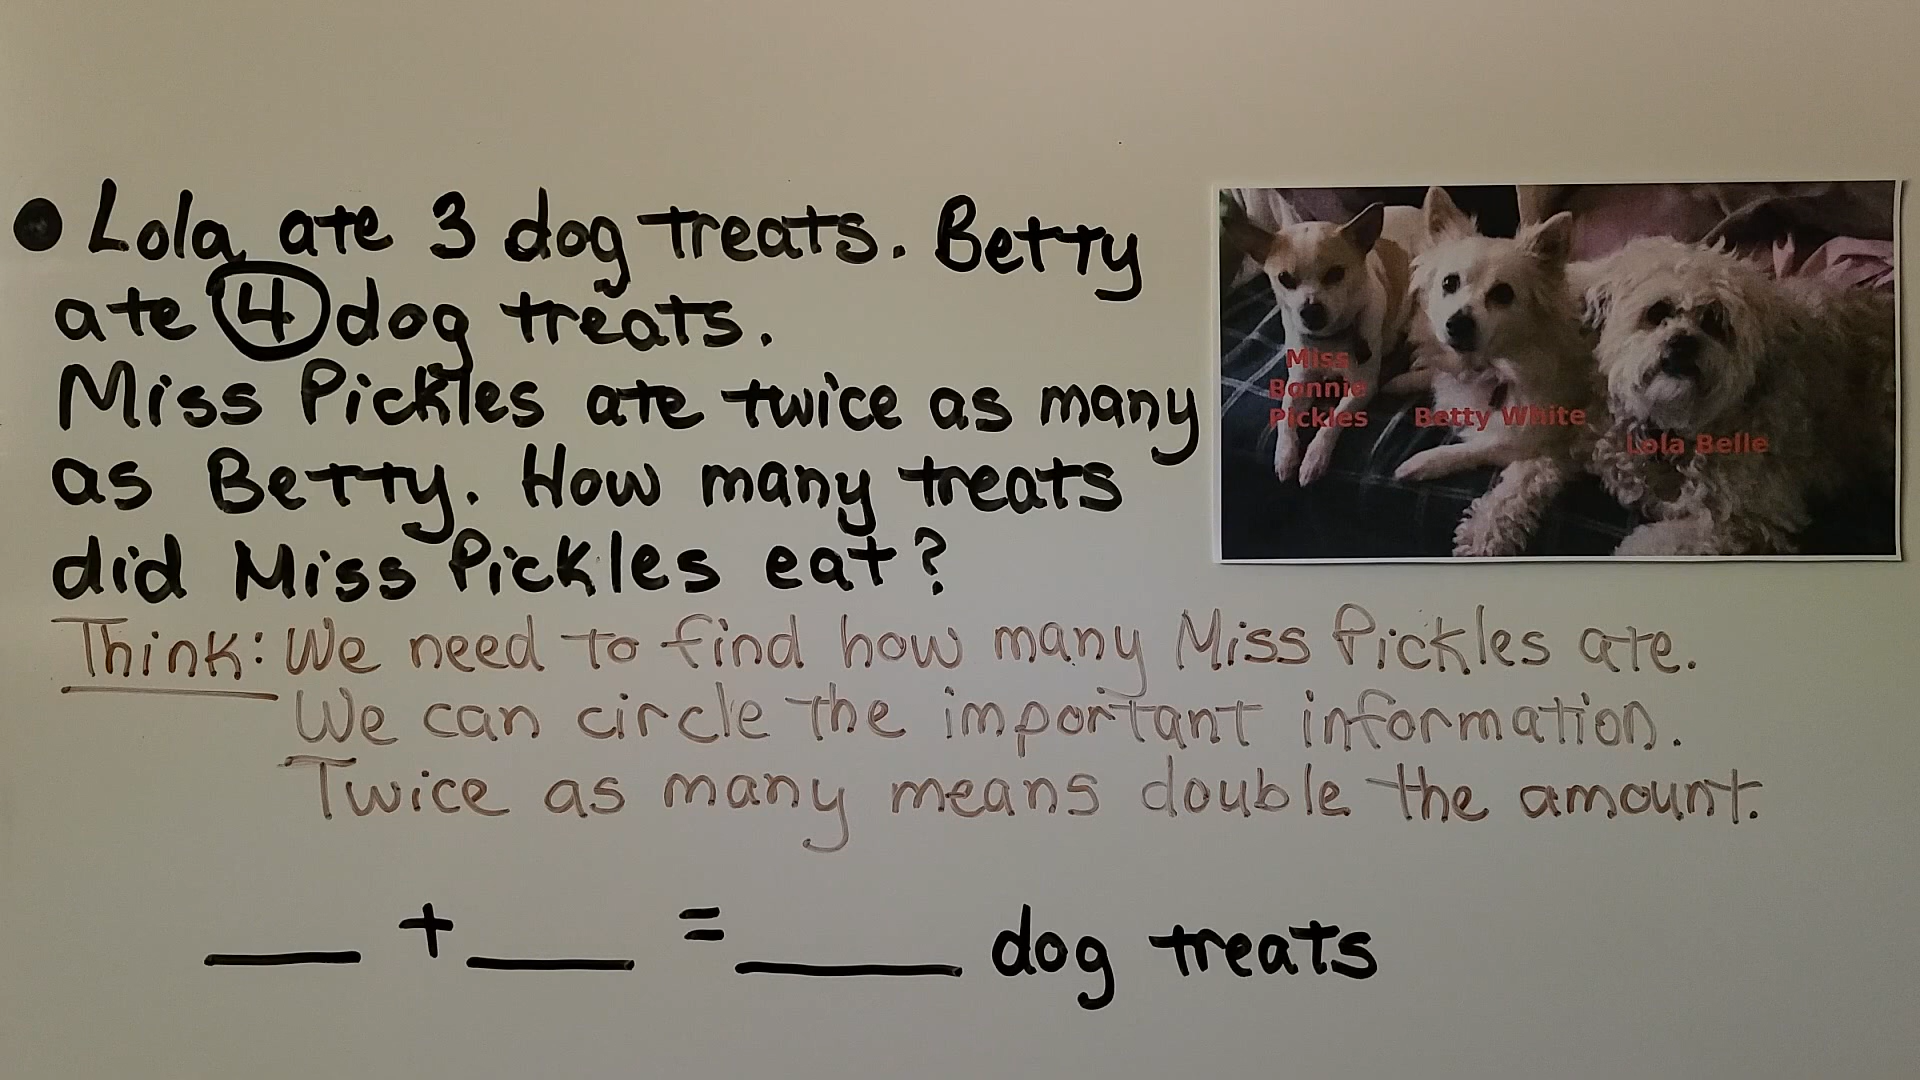 Lola ate 3 dog treats. Betty
ate 4 dog treats.
Miss Pickles ate twice as many
as Betty. How many treats
did Miss Pickles eat?
Think: We need to find how many Miss Pickles ate.
We can circle the important information.
Twice as many means double the amount.
___ + ___ = ____ dog treats
Miss
Bonnie
Pickles
Betty White
Lola Belle